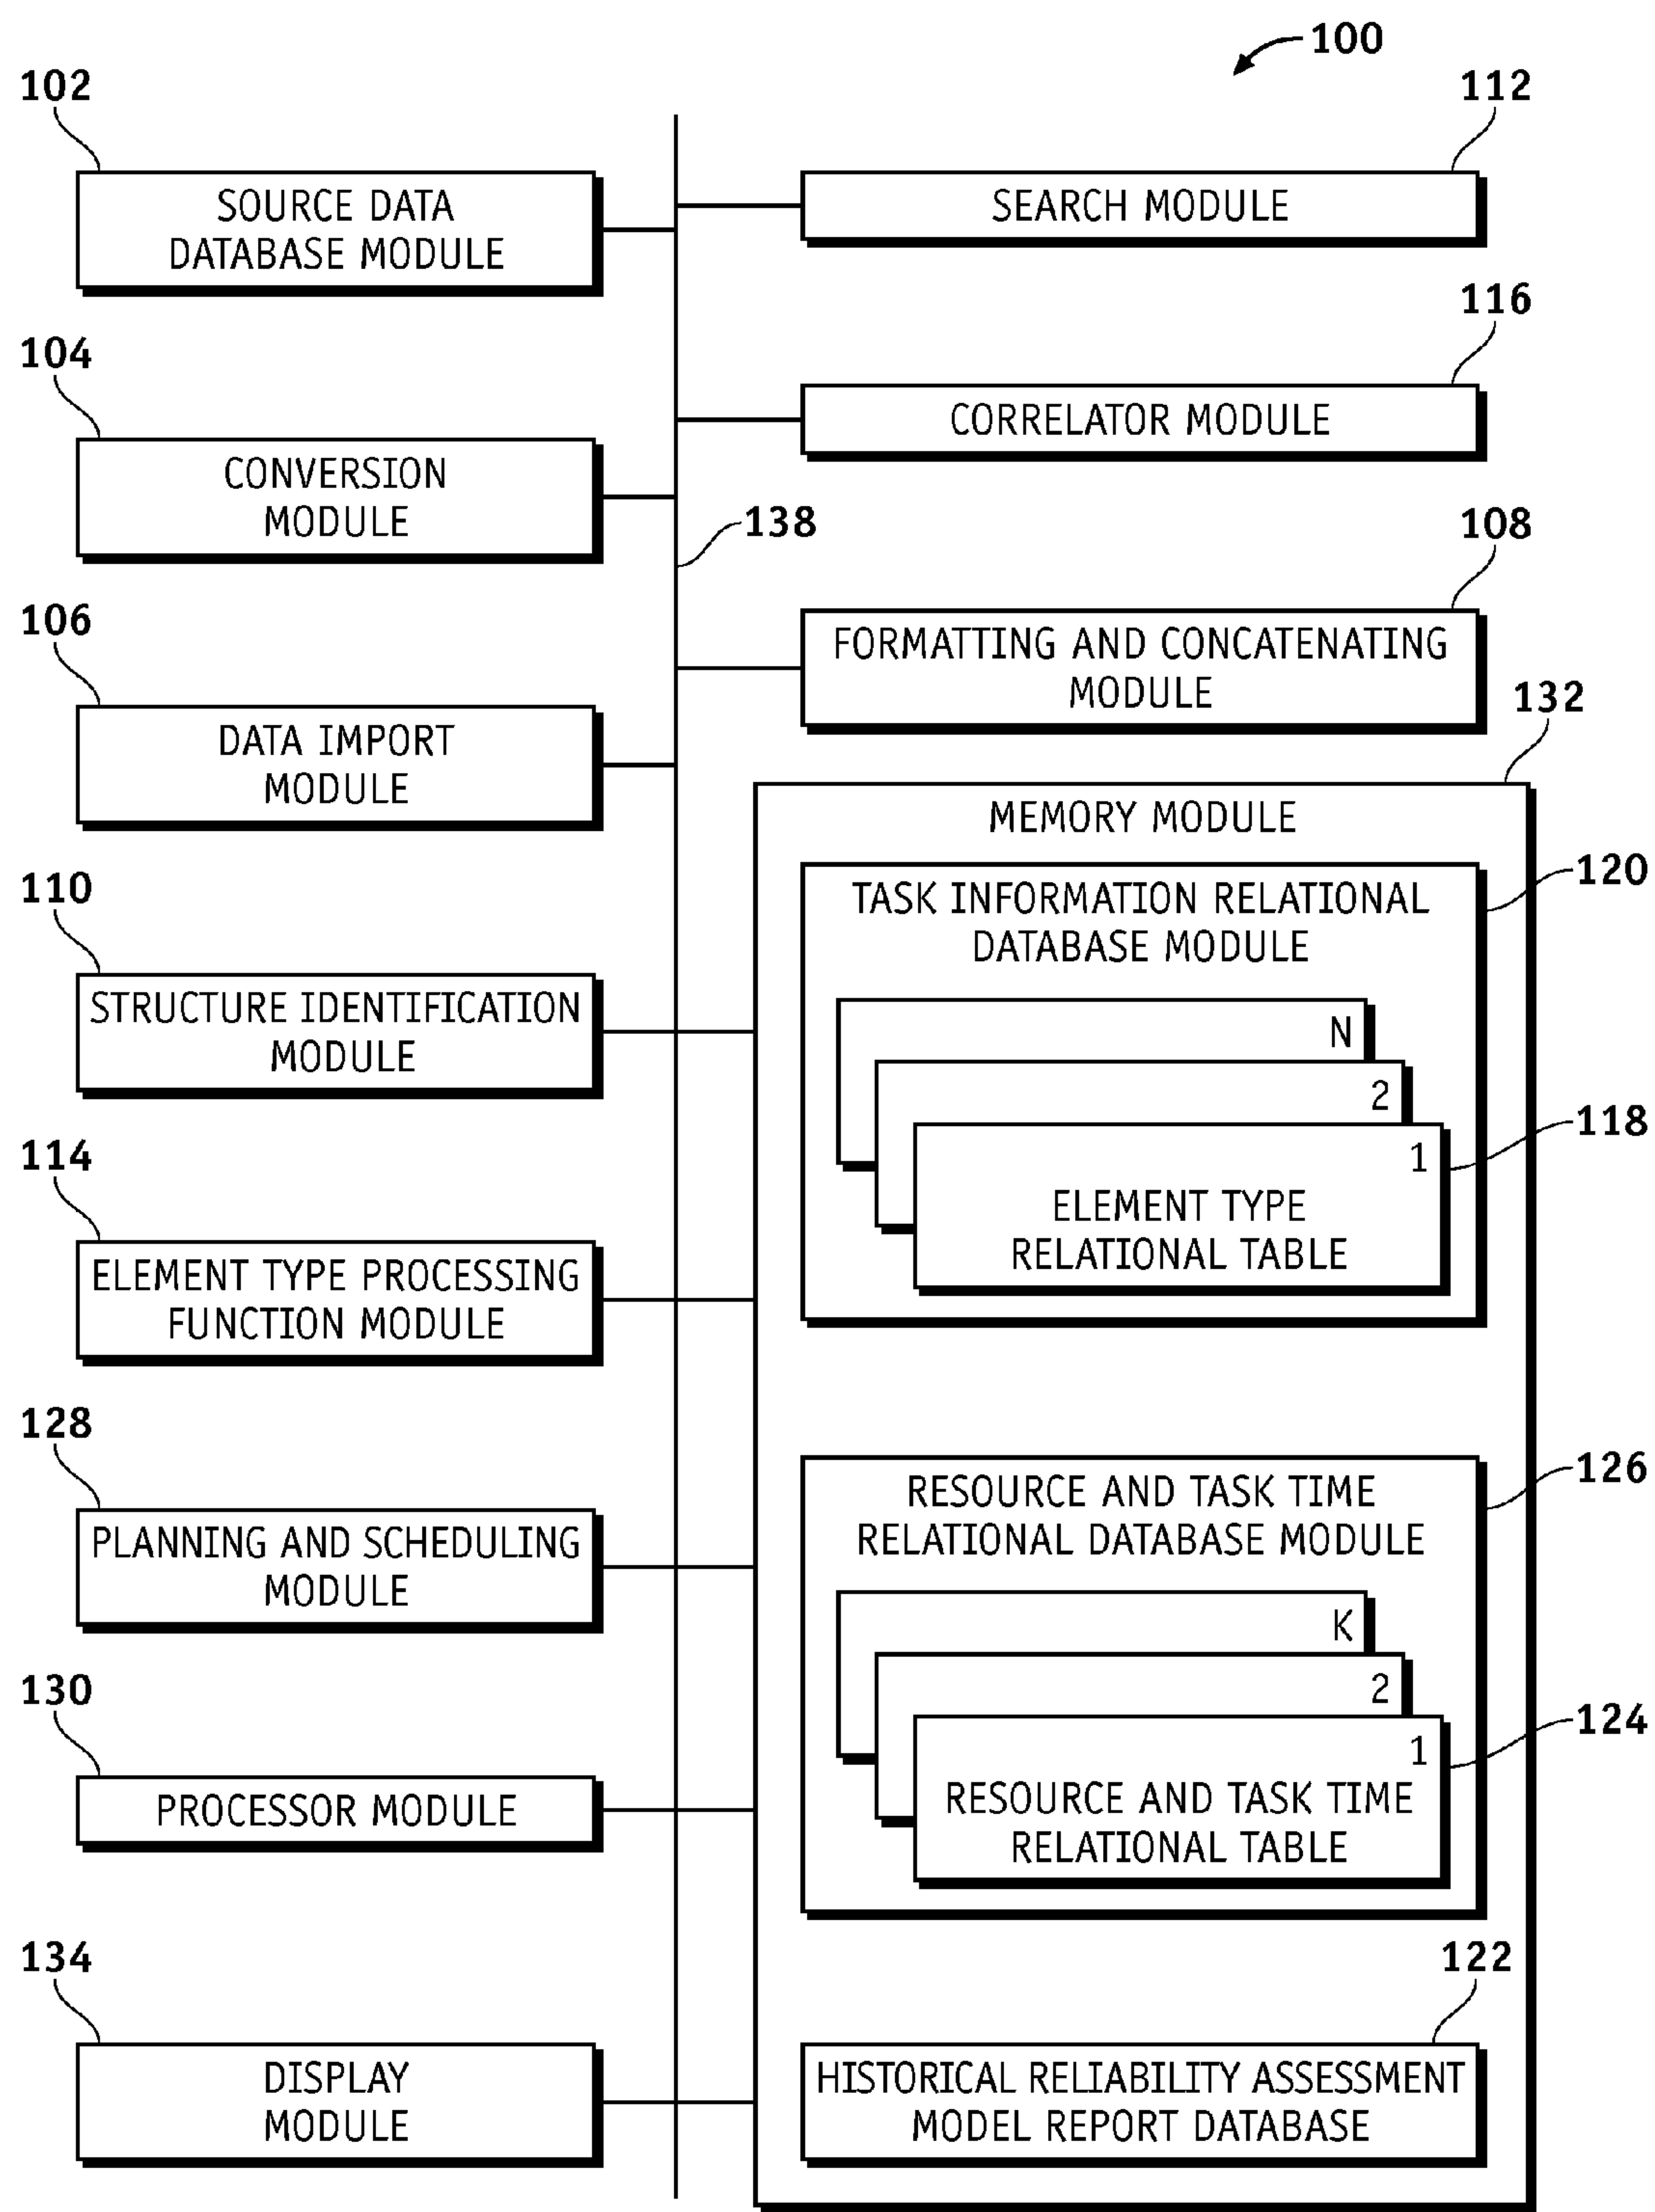 100
102
SOURCE DATA
DATABASE MODULE
104
CONVERSION
MODULE
106
DATA IMPORT
MODULE
110
STRUCTURE IDENTIFICATION
MODULE
114
ELEMENT TYPE PROCESSING
FUNCTION MODULE
128
PLANNING AND SCHEDULING
MODULE
130
PROCESSOR MODULE
134
DISPLAY
MODULE
138
112
SEARCH MODULE
116
CORRELATOR MODULE
108
FORMATTING AND CONCATENATING
MODULE
132
MEMORY MODULE
120
TASK INFORMATION RELATIONAL
DATABASE MODULE
N
2
1
118
ELEMENT TYPE
RELATIONAL TABLE
126
RESOURCE AND TASK TIME
RELATIONAL DATABASE MODULE
K
2
1
124
RESOURCE AND TASK TIME
RELATIONAL TABLE
122
HISTORICAL RELIABILITY ASSESSMENT
MODEL REPORT DATABASE